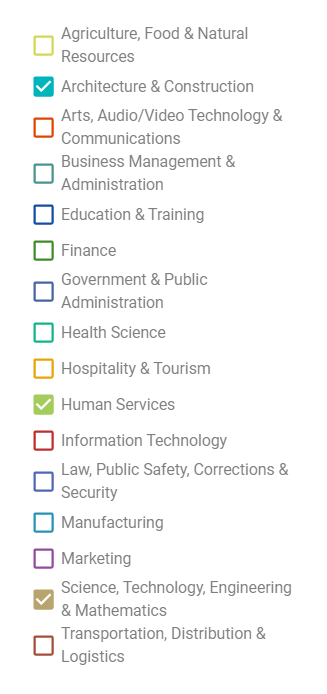 Agriculture, Food & Natural
Resources
Architecture & Construction
Arts, Audio/Video Technology &
Communications
Business Management &
Administration
Education & Training
Finance
Government & Public
Administration
Health Science
Hospitality & Tourism
Human Services
Information Technology
Law, Public Safety, Corrections &
Security
Manufacturing
Marketing
Science, Technology, Engineering
& Mathematics
Transportation, Distribution &
Logistics